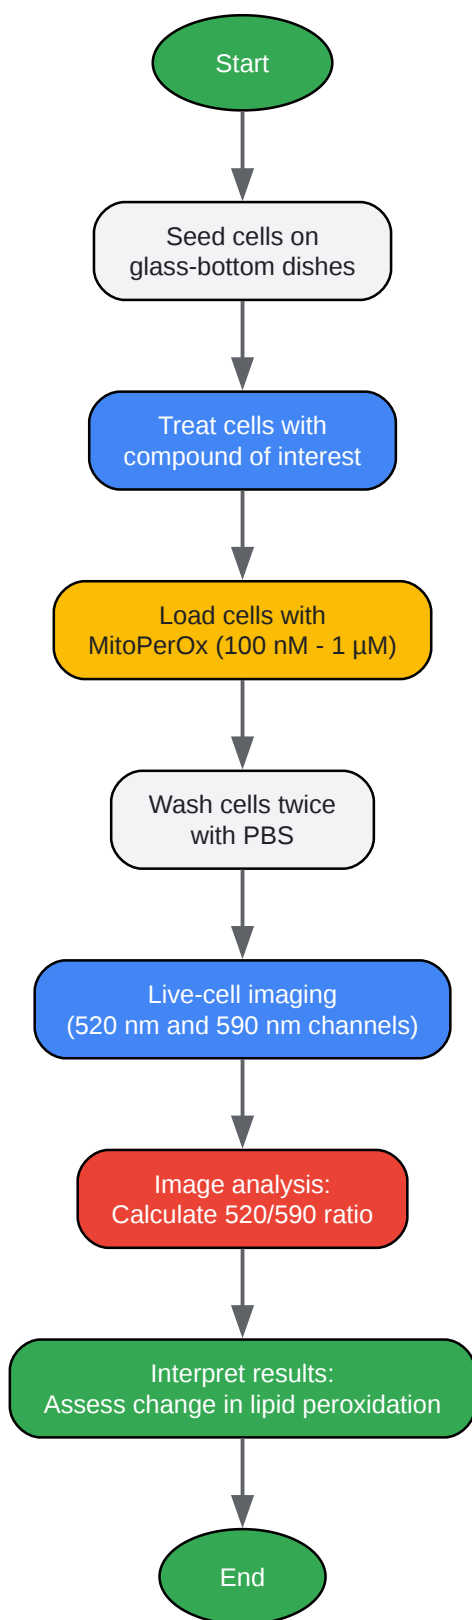 Start
Seed cells on
glass-bottom dishes
Treat cells with
compound of interest
Load cells with
MitoPerOx (100 nM - 1 µM)
Wash cells twice
with PBS
Live-cell imaging
(520 nm and 590 nm channels)
Image analysis:
Calculate 520/590 ratio
Interpret results:
Assess change in lipid peroxidation
End